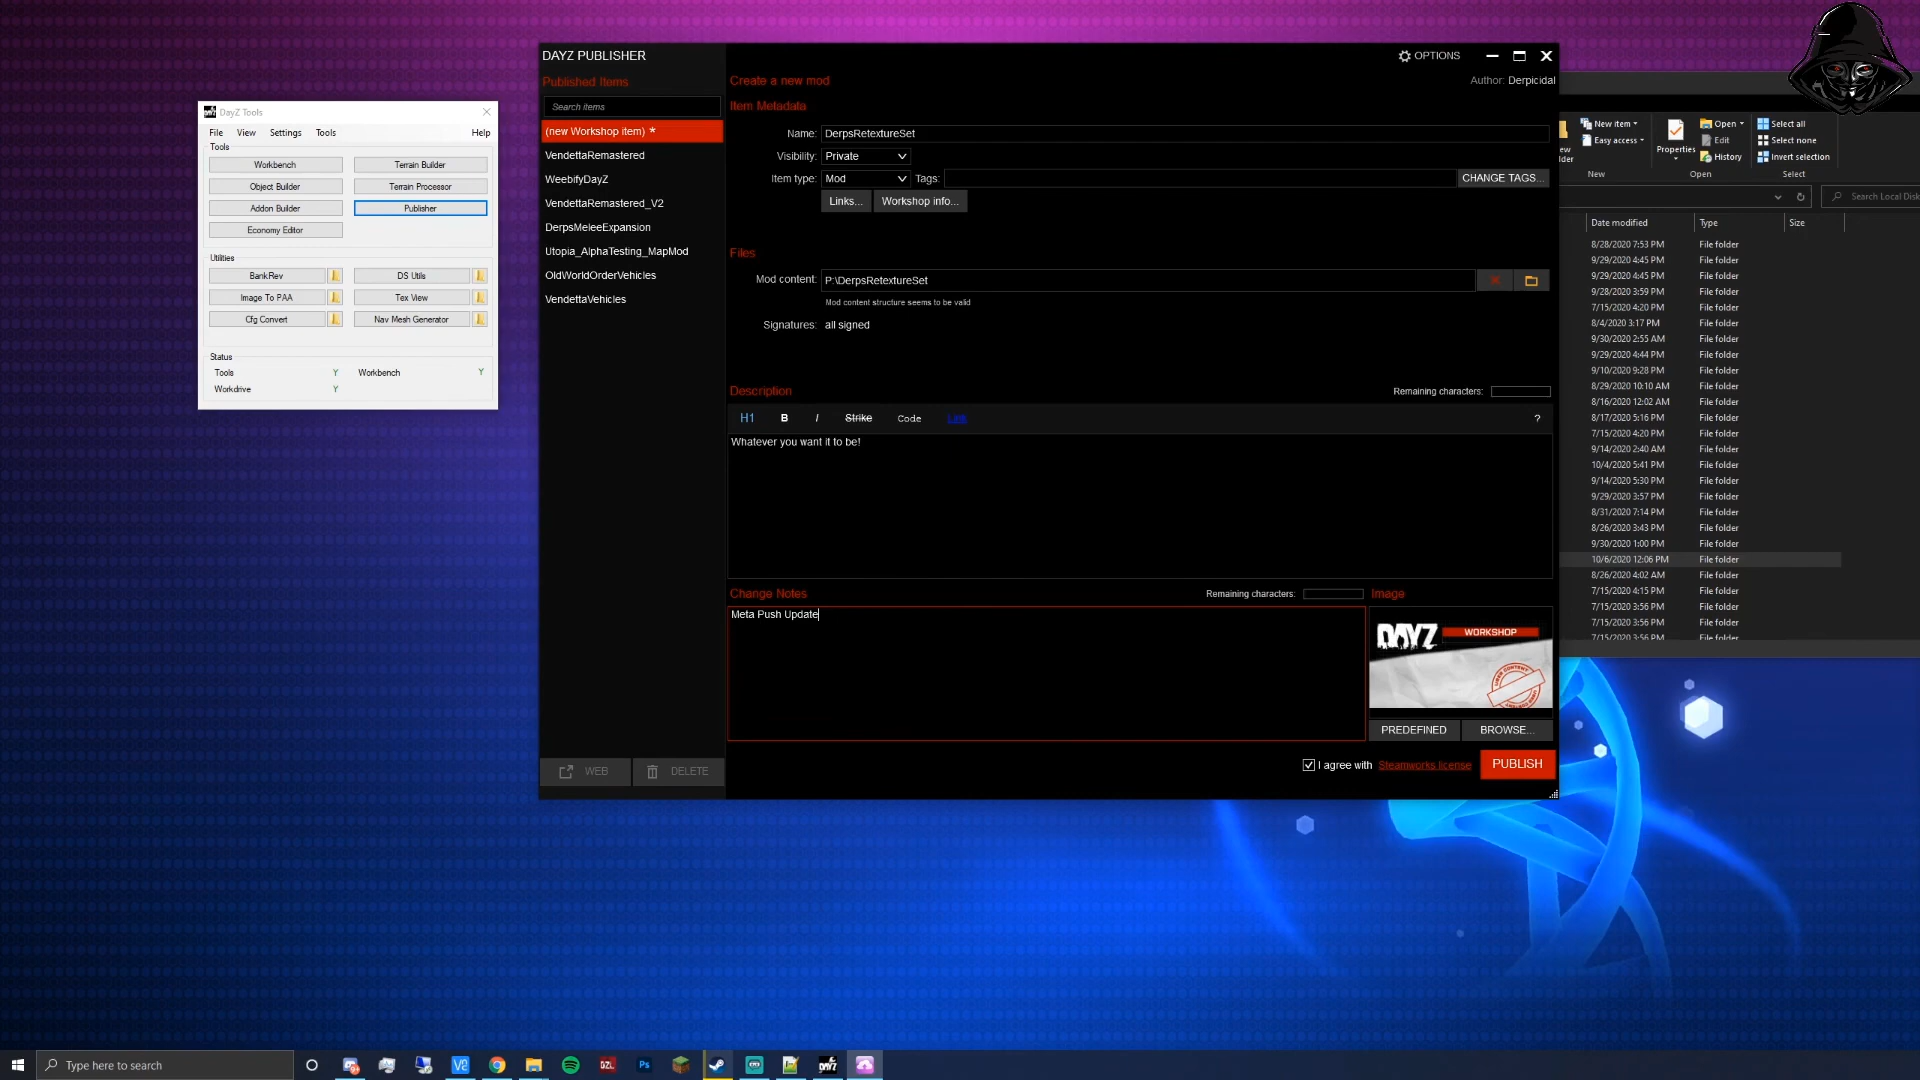 DayZ Tools
File View Settings Tools Help
Tools
Workbench Terrain Builder
Object Builder Terrain Processor
Addon Builder Publisher
Economy Editor
Utilities
BankRev DS Utils
Image To PAA Tex View
Cfg Convert Nav Mesh Generator
Status
Tools Y Workbench Y
Workdrive Y
DAYZ PUBLISHER OPTIONS
Published Items
Search items
(new Workshop item) *
VendettaRemastered
WeebifyDayZ
VendettaRemastered_V2
DerpsMeleeExpansion
Utopia_AlphaTesting_MapMod
OldWorldOrderVehicles
VendettaVehicles
WEB DELETE
Create a new mod Author: Derpicidal
Item Metadata
Name: DerpsRetextureSet
Visibility: Private
Item type: Mod Tags: CHANGE TAGS...
Links... Workshop info...
Files
Mod content: P:\DerpsRetextureSet
Mod content structure seems to be valid
Signatures: all signed
Description Remaining characters:
H1 B I Strike Code Link ?
Whatever you want it to be!
Change Notes Remaining characters: Image
Meta Push Update
DAYZ WORKSHOP
PREDEFINED BROWSE...
I agree with Steamworks license PUBLISH
New item Open Select all
Easy access Properties Edit Select none
History Invert selection
New Open Select
Search Local Disk
Date modified Type Size
8/28/2020 7:53 PM File folder
9/29/2020 4:45 PM File folder
9/29/2020 4:45 PM File folder
9/28/2020 3:59 PM File folder
7/15/2020 4:20 PM File folder
8/4/2020 3:17 PM File folder
9/30/2020 2:55 AM File folder
9/29/2020 4:44 PM File folder
9/10/2020 9:28 PM File folder
8/29/2020 10:10 AM File folder
8/16/2020 12:02 AM File folder
8/17/2020 5:16 PM File folder
7/15/2020 4:20 PM File folder
9/14/2020 2:40 AM File folder
10/4/2020 5:41 PM File folder
9/14/2020 5:30 PM File folder
9/29/2020 3:57 PM File folder
8/31/2020 7:14 PM File folder
8/26/2020 3:43 PM File folder
9/30/2020 1:00 PM File folder
10/6/2020 12:06 PM File folder
8/26/2020 4:02 AM File folder
7/15/2020 4:15 PM File folder
7/15/2020 3:56 PM File folder
7/15/2020 3:56 PM File folder
7/15/2020 3:56 PM File folder
Type here to search